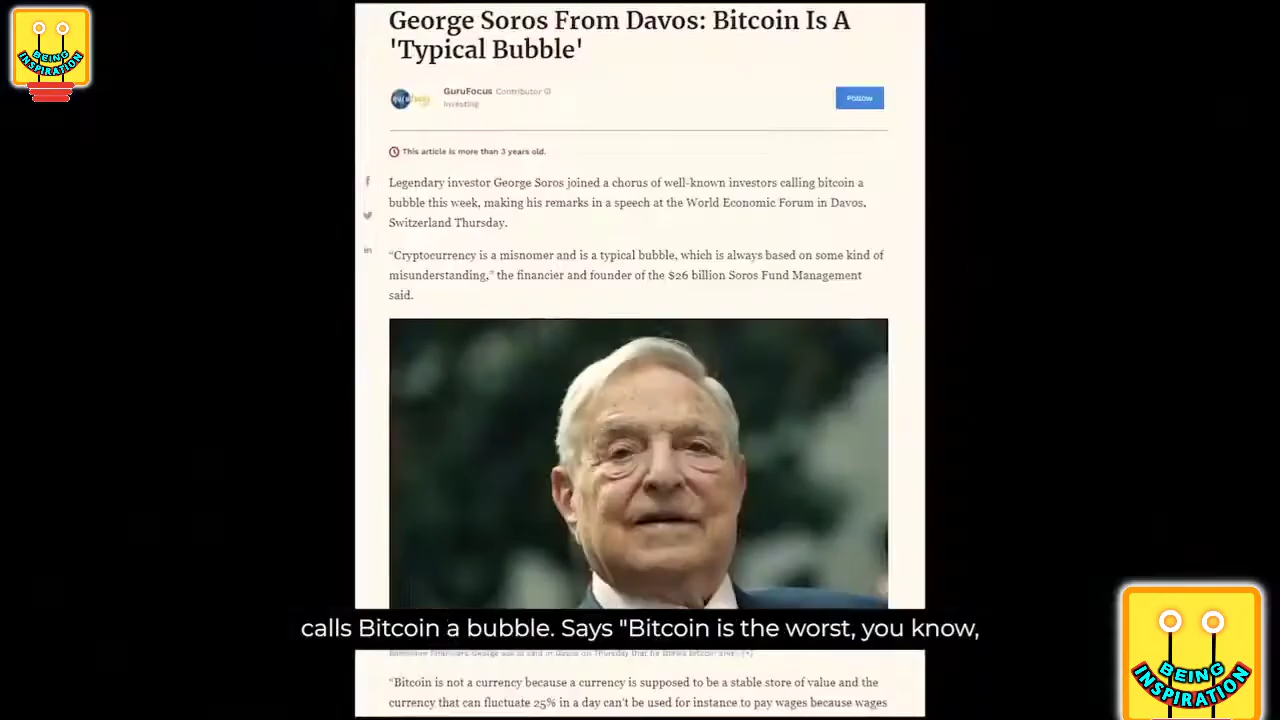 George Soros From Davos: Bitcoin Is A
'Typical Bubble'
GuruFocus Contributor
Investing
Follow
This article is more than 3 years old.
Legendary investor George Soros joined a chorus of well-known investors calling bitcoin a
bubble this week, making his remarks in a speech at the World Economic Forum in Davos,
Switzerland Thursday.
“Cryptocurrency is a misnomer and is a typical bubble, which is always based on some kind of
misunderstanding,” the financier and founder of the $26 billion Soros Fund Management
said.
calls Bitcoin a bubble. Says "Bitcoin is the worst, you know,
“Bitcoin is not a currency because a currency is supposed to be a stable store of value and the
currency that can fluctuate 25% in a day can't be used for instance to pay wages because wages
BEING
INSPIRATION
BEING
INSPIRATION